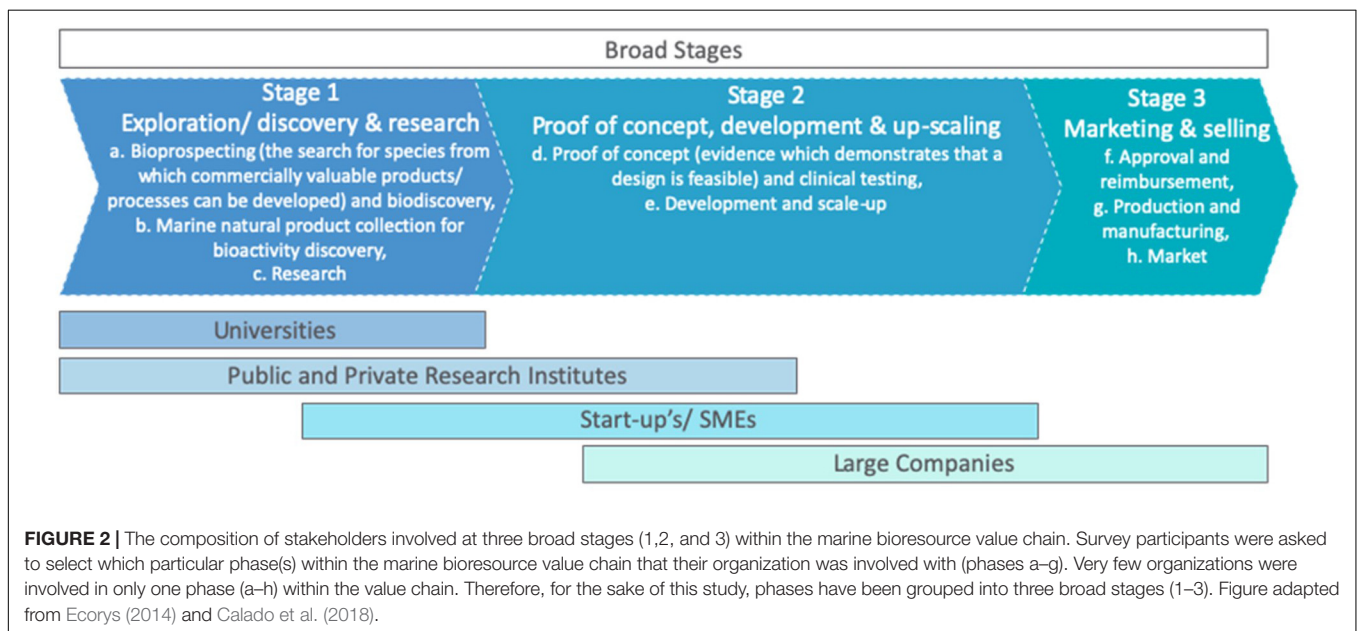 Broad Stages
Stage 1
Exploration/ discovery & research
a. Bioprospecting (the search for species from
which commercially valuable products/
processes can be developed) and biodiscovery,
b. Marine natural product collection for
bioactivity discovery,
c. Research
Stage 2
Proof of concept, development & up-scaling
d. Proof of concept (evidence which demonstrates that a
design is feasible) and clinical testing,
e. Development and scale-up
Stage 3
Marketing & selling
f. Approval and
reimbursement,
g. Production and
manufacturing,
h. Market
Universities
Public and Private Research Institutes
Start-up's/ SMEs
Large Companies
FIGURE 2 | The composition of stakeholders involved at three broad stages (1,2, and 3) within the marine bioresource value chain. Survey participants were asked
to select which particular phase(s) within the marine bioresource value chain that their organization was involved with (phases a–g). Very few organizations were
involved in only one phase (a–h) within the value chain. Therefore, for the sake of this study, phases have been grouped into three broad stages (1–3). Figure adapted
from Ecorys (2014) and Calado et al. (2018).